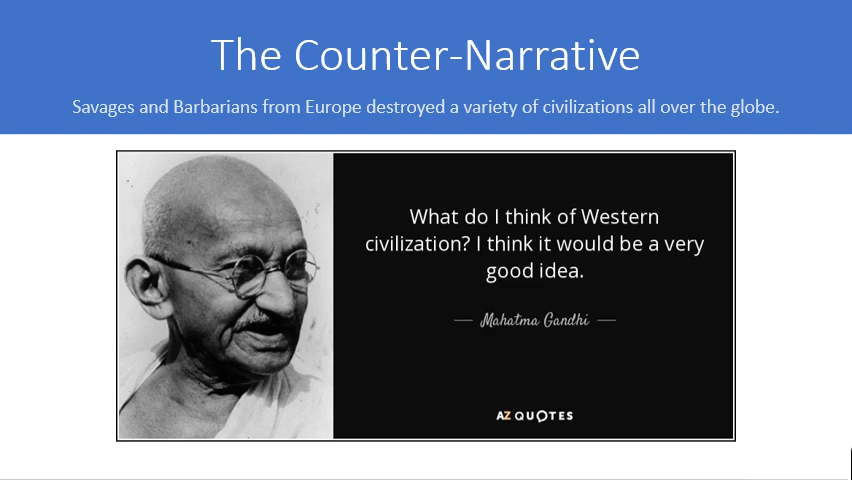 The Counter-Narrative
Savages and Barbarians from Europe destroyed a variety of civilizations all over the globe.
What do I think of Western
civilization? I think it would be a very
good idea.
— Mahatma Gandhi —
AZ QUOTES